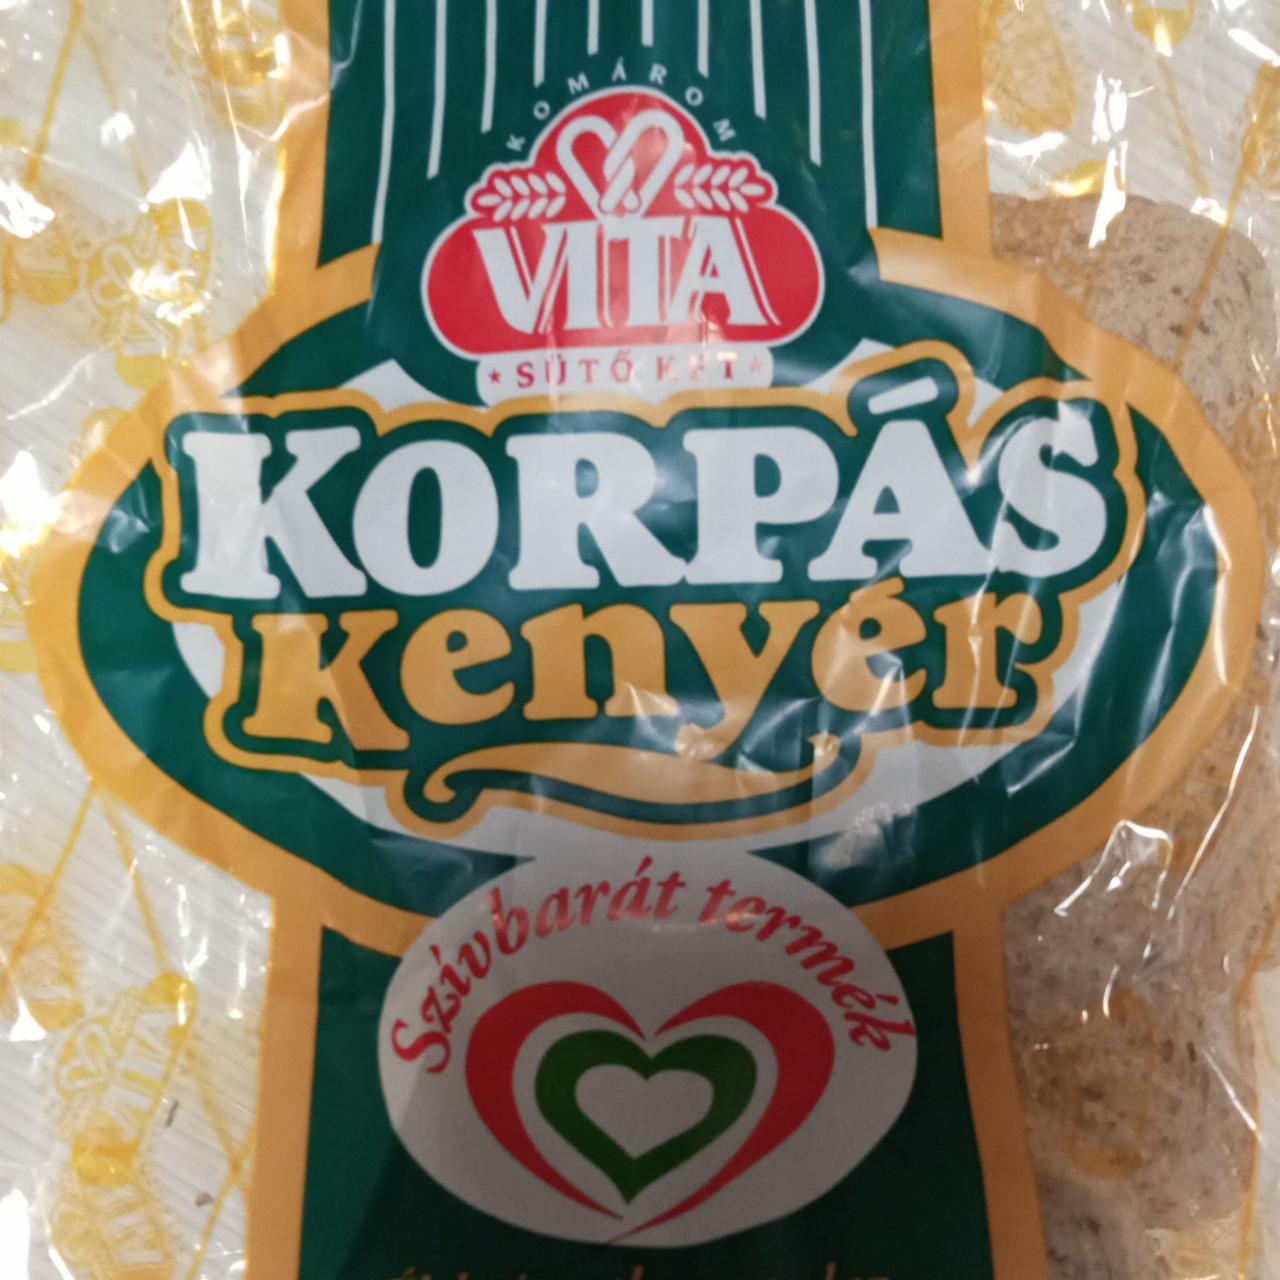 KOMÁROM
VITA
SÜTŐ KFT
KORPÁS
kenyér
Szívbarát termék